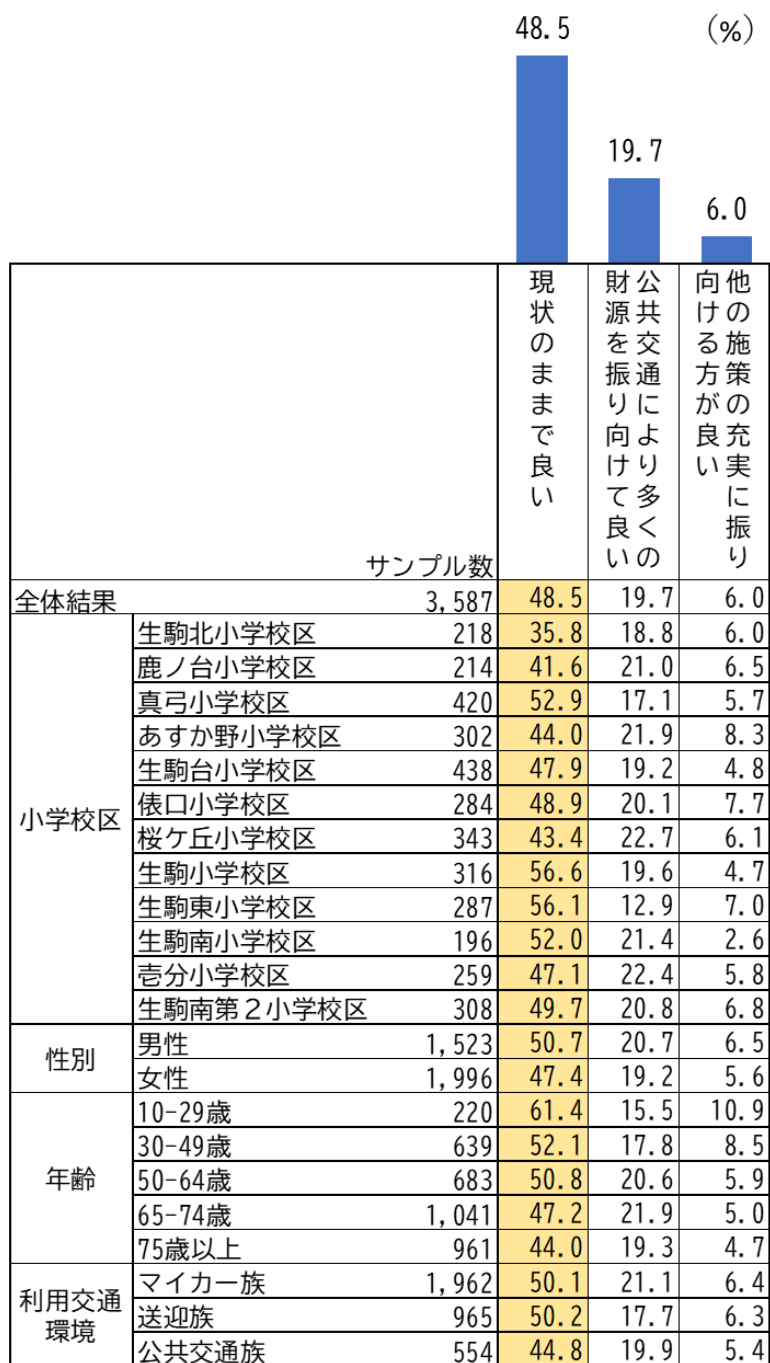 48.5
(%)
19.7
6.0
現状のままで良い
公共交通により多くの
財源を振り向けて良い
他の施策の充実に振り
向ける方が良い
サンプル数
全体結果 3,587 48.5 19.7 6.0
小学校区
生駒北小学校区 218 35.8 18.8 6.0
鹿ノ台小学校区 214 41.6 21.0 6.5
真弓小学校区 420 52.9 17.1 5.7
あすか野小学校区 302 44.0 21.9 8.3
生駒台小学校区 438 47.9 19.2 4.8
俵口小学校区 284 48.9 20.1 7.7
桜ケ丘小学校区 343 43.4 22.7 6.1
生駒小学校区 316 56.6 19.6 4.7
生駒東小学校区 287 56.1 12.9 7.0
生駒南小学校区 196 52.0 21.4 2.6
壱分小学校区 259 47.1 22.4 5.8
生駒南第2小学校区 308 49.7 20.8 6.8
性別
男性 1,523 50.7 20.7 6.5
女性 1,996 47.4 19.2 5.6
年齢
10-29歳 220 61.4 15.5 10.9
30-49歳 639 52.1 17.8 8.5
50-64歳 683 50.8 20.6 5.9
65-74歳 1,041 47.2 21.9 5.0
75歳以上 961 44.0 19.3 4.7
利用交通
環境
マイカー族 1,962 50.1 21.1 6.4
送迎族 965 50.2 17.7 6.3
公共交通族 554 44.8 19.9 5.4